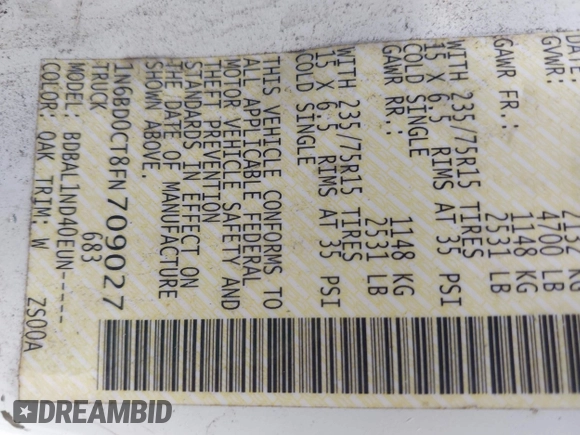 DATE:
GVWR: 4700 LB
GAWR FR.: 1148 KG
2531 LB
WITH 235/75R15 TIRES
15 X 6.5 RIMS AT 35 PSI
COLD SINGLE
GAWR RR.: 1148 KG
2531 LB
WITH 235/75R15 TIRES
15 X 6.5 RIMS AT 35 PSI
COLD SINGLE
THIS VEHICLE CONFORMS TO
ALL APPLICABLE FEDERAL
MOTOR VEHICLE SAFETY AND
THEFT PREVENTION
STANDARDS IN EFFECT ON
THE DATE OF MANUFACTURE
SHOWN ABOVE.
1N6BD0CT8FN709027
TRUCK 683
MODEL: BDBAL1ND40EUN-----
COLOR: QAK TRIM: W ZS00A
DREAMBID